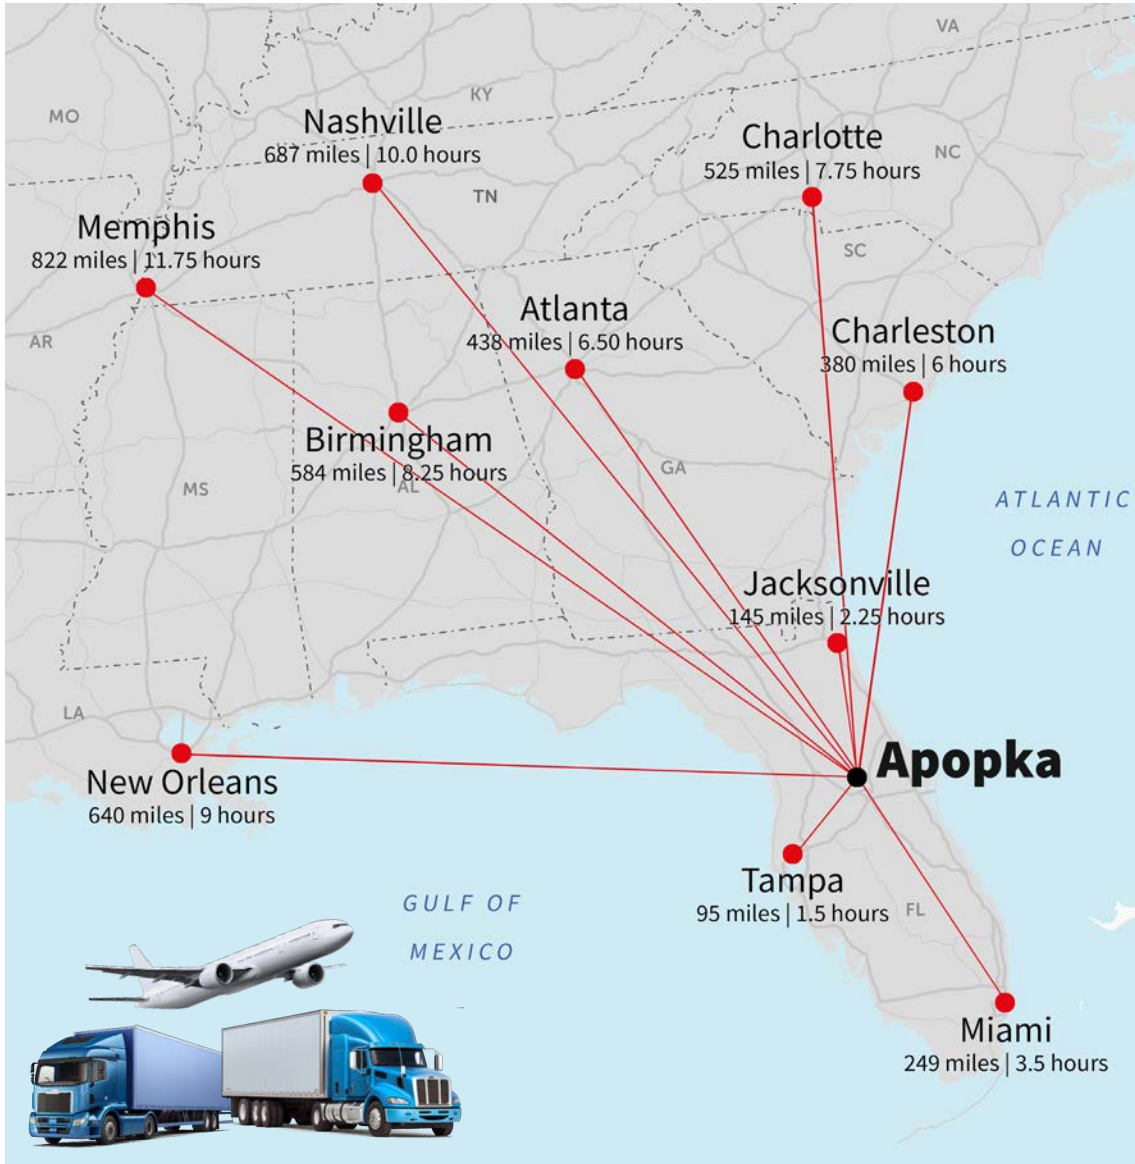 VA
KY
MO
Nashville
687 miles | 10.0 hours
Charlotte
525 miles | 7.75 hours
NC
TN
Memphis
822 miles | 11.75 hours
SC
Atlanta
438 miles | 6.50 hours
Charleston
380 miles | 6 hours
AR
Birmingham
584 miles | 8.25 hours
GA
MS
AL
ATLANTIC
OCEAN
Jacksonville
145 miles | 2.25 hours
LA
Apopka
New Orleans
640 miles | 9 hours
Tampa
95 miles | 1.5 hours
FL
GULF OF
MEXICO
Miami
249 miles | 3.5 hours